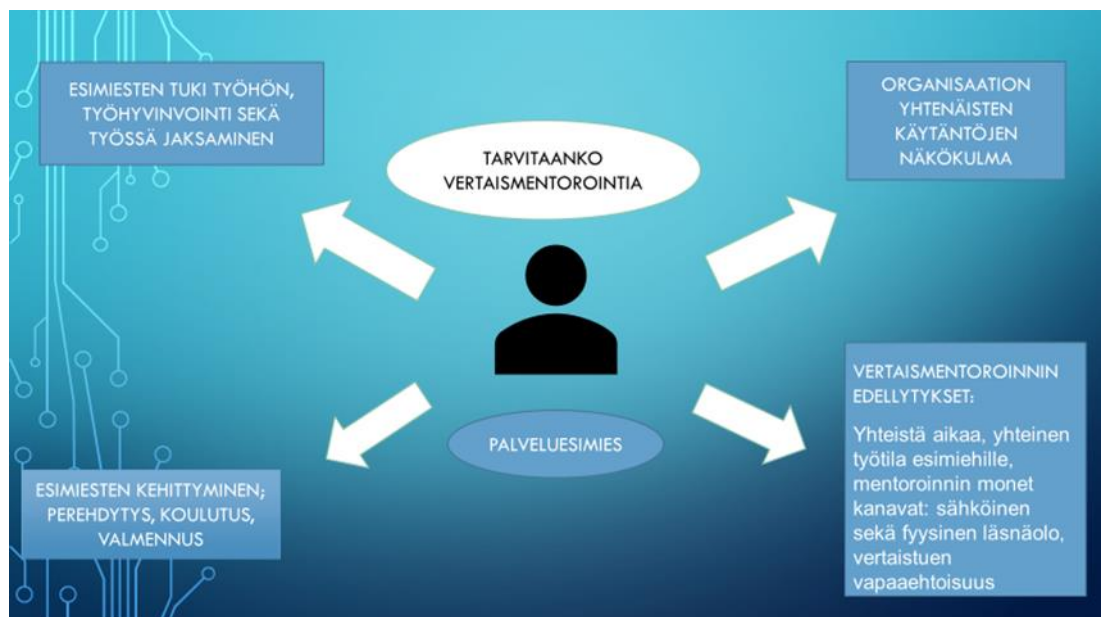 ESIMIESTEN TUKI TYÖHÖN,
TYÖHYVINVOINTI SEKÄ
TYÖSSÄ JAKSAMINEN
TARVITAANKO
VERTAISMENTOROINTIA
ORGANISAATION
YHTENÄISTEN
KÄYTÄNTÖJEN
NÄKÖKULMA
PALVELUESIMIES
ESIMIESTEN KEHITTYMINEN;
PEREHDYTYS, KOULUTUS,
VALMENNUS
VERTAISMENTOROINNIN
EDELLYTYKSET:
Yhteistä aikaa, yhteinen
työtila esimiehille,
mentoroinnin monet
kanavat: sähköinen
sekä fyysinen läsnäolo,
vertaistuen
vapaaehtoisuus